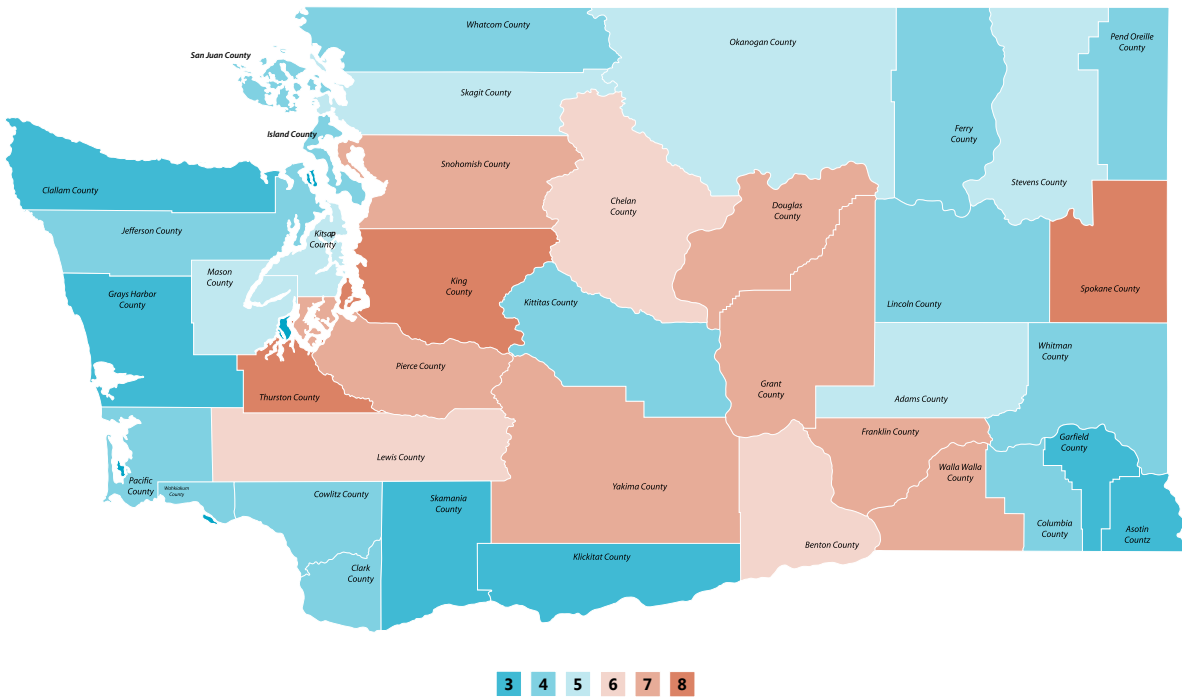 Whatcom County
Okanogan County
Pend Oreille
County
San Juan County
Skagit County
Island County
Ferry
County
Snohomish County
Stevens County
Clallam County
Chelan
County
Douglas
County
Jefferson County
Kitsap
County
Mason
County
King
County
Spokane County
Grays Harbor
County
Kittitas County
Lincoln County
Whitman
County
Pierce County
Grant
County
Thurston County
Adams County
Franklin County
Garfield
County
Lewis County
Walla Walla
County
Pacific
County
Wahkiakum
County
Cowlitz County
Skamania
County
Yakima County
Columbia
County
Asotin
Countz
Benton County
Klickitat County
Clark
County
3 4 5 6 7 8